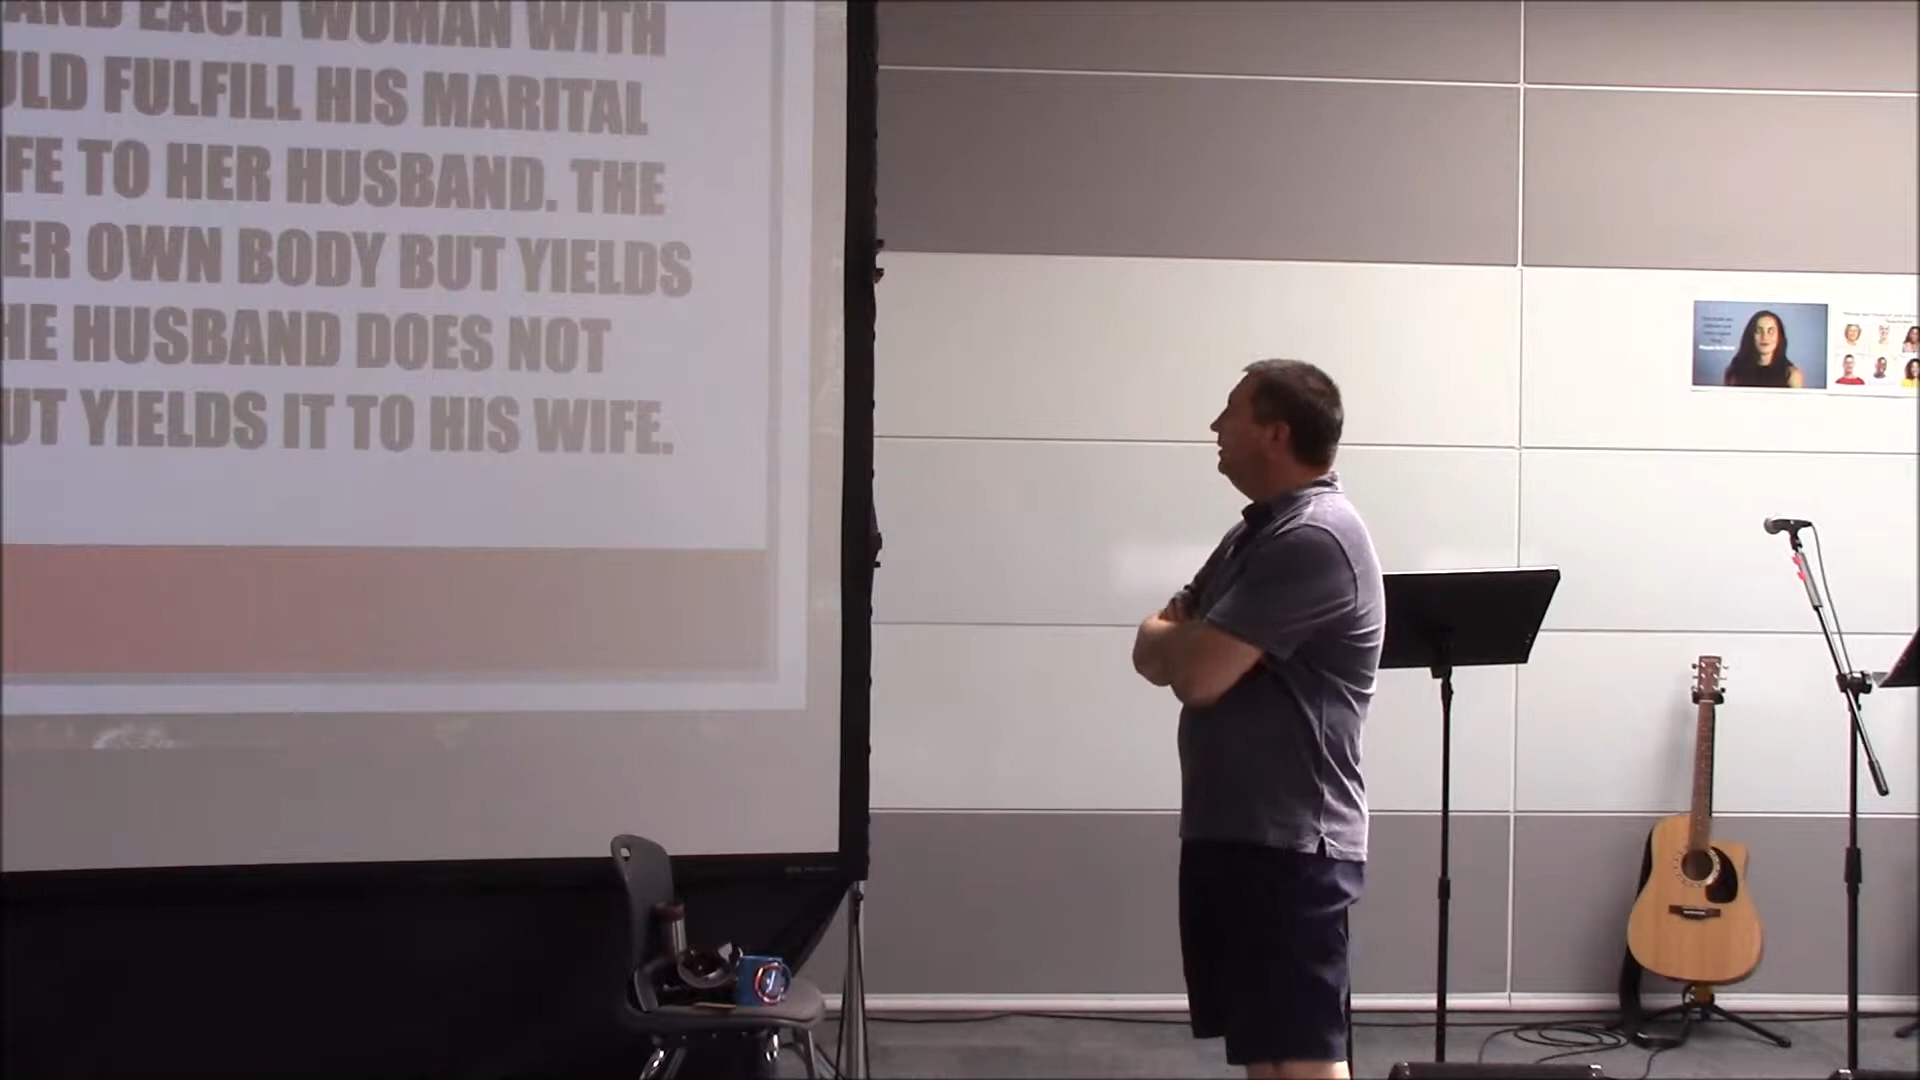 AND EACH WOMAN WITH
ULD FULFILL HIS MARITAL
FE TO HER HUSBAND. THE
ER OWN BODY BUT YIELDS
HE HUSBAND DOES NOT
UT YIELDS IT TO HIS WIFE.